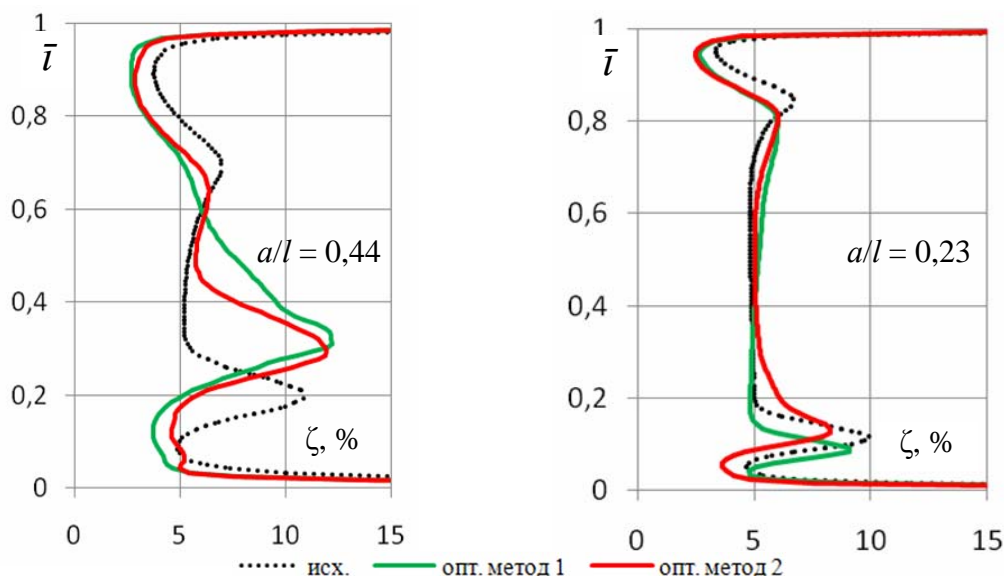 1
l̄
0,8
0,6
a/l = 0,44
0,4
0,2
ζ, %
0
0 5 10 15
1
l̄
0,8
0,6
a/l = 0,23
0,4
0,2
ζ, %
0
0 5 10 15
исх. опт. метод 1 опт. метод 2